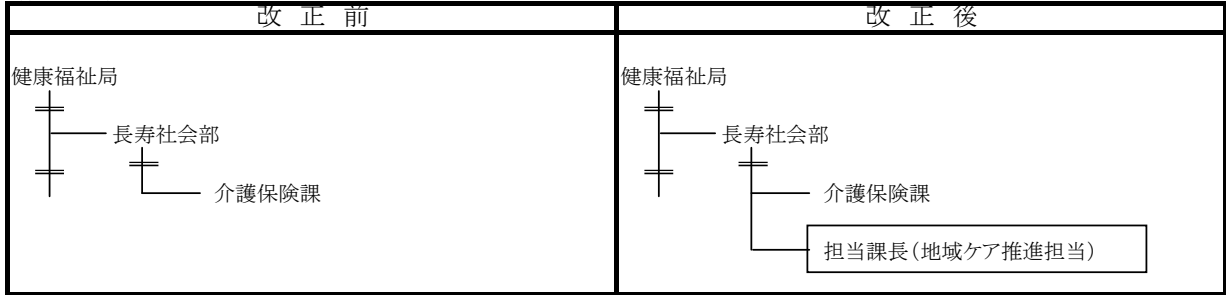 改正前
改正後
健康福祉局
長寿社会部
介護保険課
健康福祉局
長寿社会部
介護保険課
担当課長(地域ケア推進担当)